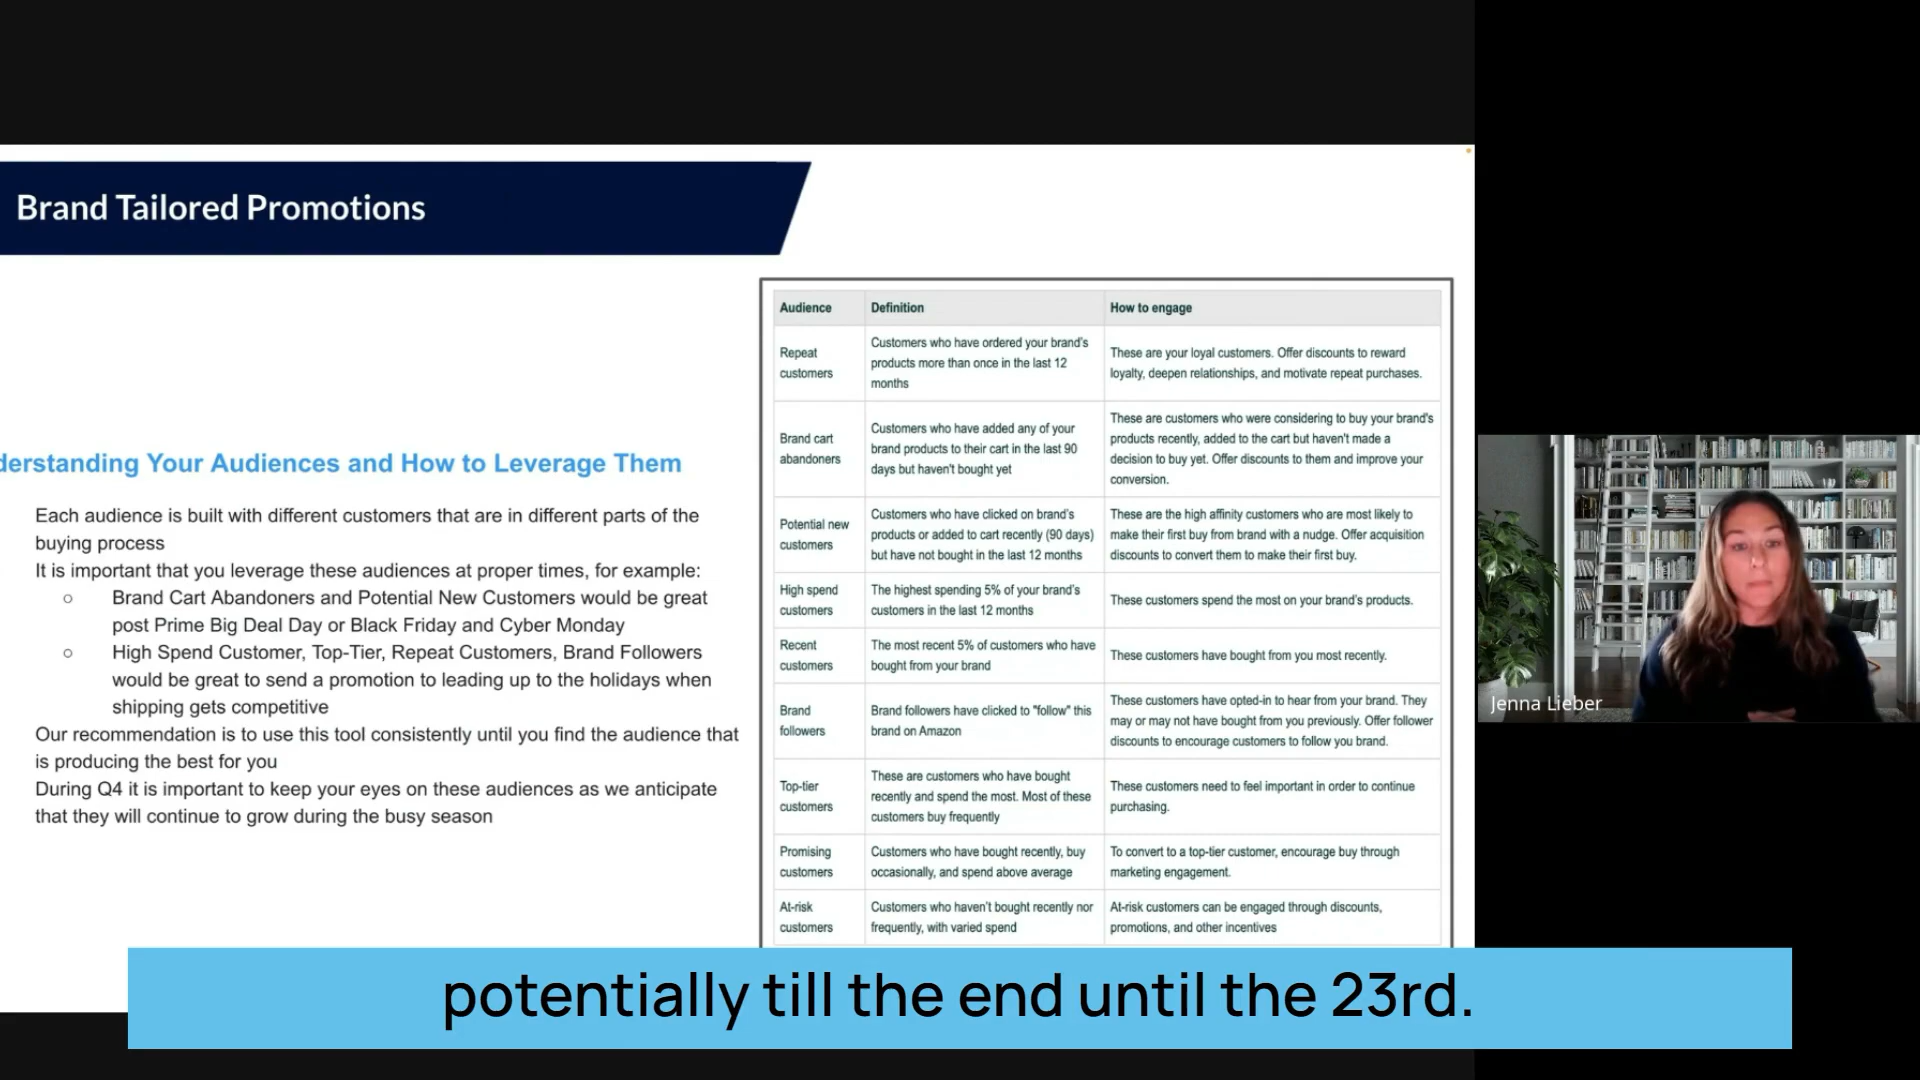 Brand Tailored Promotions
derstanding Your Audiences and How to Leverage Them
Each audience is built with different customers that are in different parts of the
buying process
It is important that you leverage these audiences at proper times, for example:
○ Brand Cart Abandoners and Potential New Customers would be great
post Prime Big Deal Day or Black Friday and Cyber Monday
○ High Spend Customer, Top-Tier, Repeat Customers, Brand Followers
would be great to send a promotion to leading up to the holidays when
shipping gets competitive
Our recommendation is to use this tool consistently until you find the audience that
is producing the best for you
During Q4 it is important to keep your eyes on these audiences as we anticipate
that they will continue to grow during the busy season
Audience
Definition
How to engage
Repeat
customers
Customers who have ordered your brand's
products more than once in the last 12
months
These are your loyal customers. Offer discounts to reward
loyalty, deepen relationships, and motivate repeat purchases.
Brand cart
abandoners
Customers who have added any of your
brand products to their cart in the last 90
days but haven't bought yet
These are customers who were considering to buy your brand's
products recently, added to the cart but haven't made a
decision to buy yet. Offer discounts to them and improve your
conversion.
Potential new
customers
Customers who have clicked on brand's
products or added to cart recently (90 days)
but have not bought in the last 12 months
These are the high affinity customers who are most likely to
make their first buy from brand with a nudge. Offer acquisition
discounts to convert them to make their first buy.
High spend
customers
The highest spending 5% of your brand's
customers in the last 12 months
These customers spend the most on your brand's products.
Recent
customers
The most recent 5% of customers who have
bought from your brand
These customers have bought from you most recently.
Brand
followers
Brand followers have clicked to "follow" this
brand on Amazon
These customers have opted-in to hear from your brand. They
may or may not have bought from you previously. Offer follower
discounts to encourage customers to follow you brand.
Top-tier
customers
These are customers who have bought
recently and spend the most. Most of these
customers buy frequently
These customers need to feel important in order to continue
purchasing.
Promising
customers
Customers who have bought recently, buy
occasionally, and spend above average
To convert to a top-tier customer, encourage buy through
marketing engagement.
At-risk
customers
Customers who haven't bought recently nor
frequently, with varied spend
At-risk customers can be engaged through discounts,
promotions, and other incentives
Jenna Lieber
potentially till the end until the 23rd.